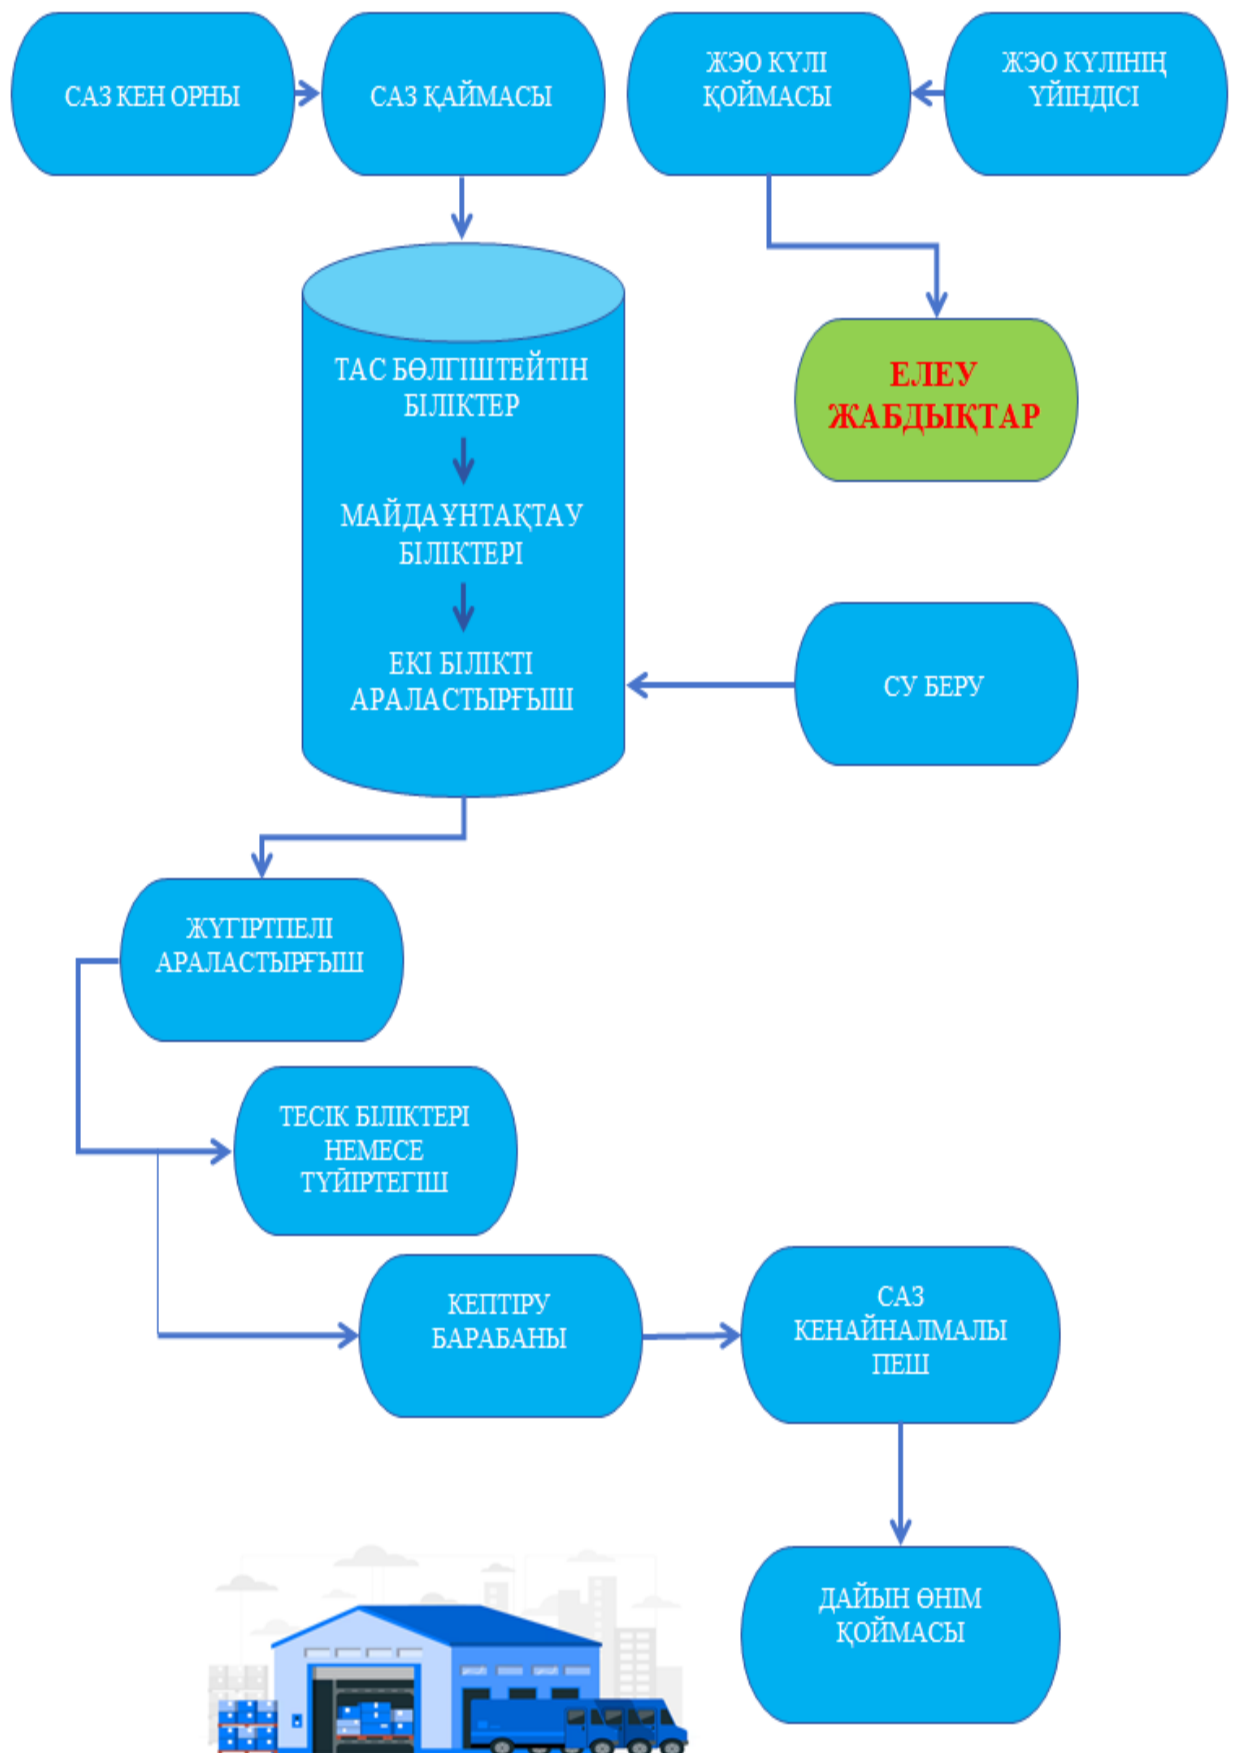 САЗ КЕН ОРНЫ
САЗ ҚАЙМАСЫ
ЖЭО КҮЛІ
ҚОЙМАСЫ
ЖЭО КҮЛІНІҢ
ҮЙІНДІСІ
ТАС БӨЛГІШТЕЙТІН
БІЛІКТЕР
ЕЛЕУ
ЖАБДЫҚТАР
МАЙДАҰНТАҚТАУ
БІЛІКТЕРІ
ЕКІ БІЛІКТІ
АРАЛАСТЫРҒЫШ
СУ БЕРУ
ЖҮГІРТПЕЛІ
АРАЛАСТЫРҒЫШ
ТЕСІК БІЛІКТЕРІ
НЕМЕСЕ
ТҮЙІРТЕГІШ
КЕПТІРУ
БАРАБАНЫ
САЗ
КЕНАЙНАЛМАЛЫ
ПЕШ
ДАЙЫН ӨНІМ
ҚОЙМАСЫ